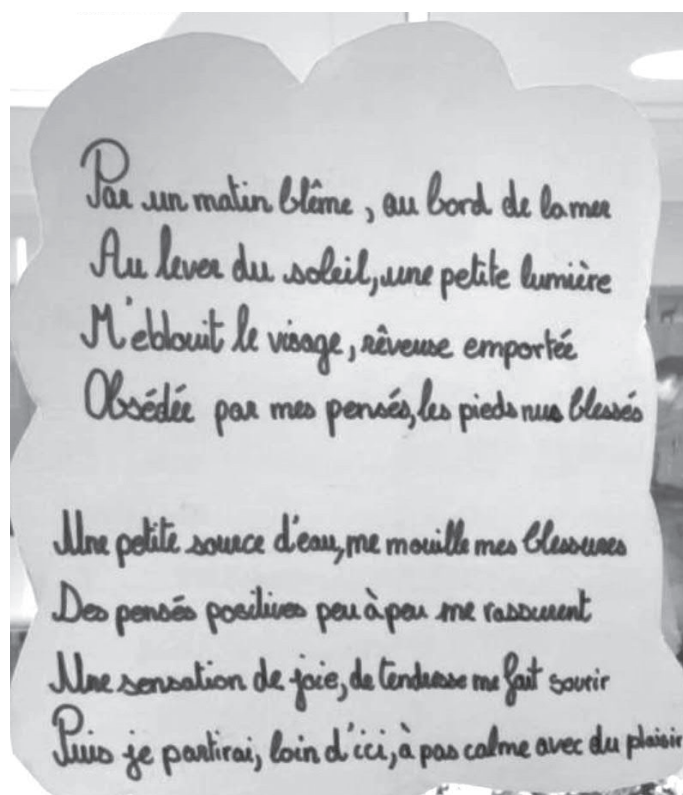 Par un matin blême, au bord de la mer
Au lever du soleil, une petite lumière
M'eblouit le visage, rêveuse emportée
Obsédée par mes pensés, les pieds nus blessés
Une petite source d'eau, me mouille mes blessures
Des pensés positives peu à peu me rassurent
Une sensation de joie, de tendresse me fait sourir
Puis je partirai, loin d'ici, à pas calme avec du plaisir